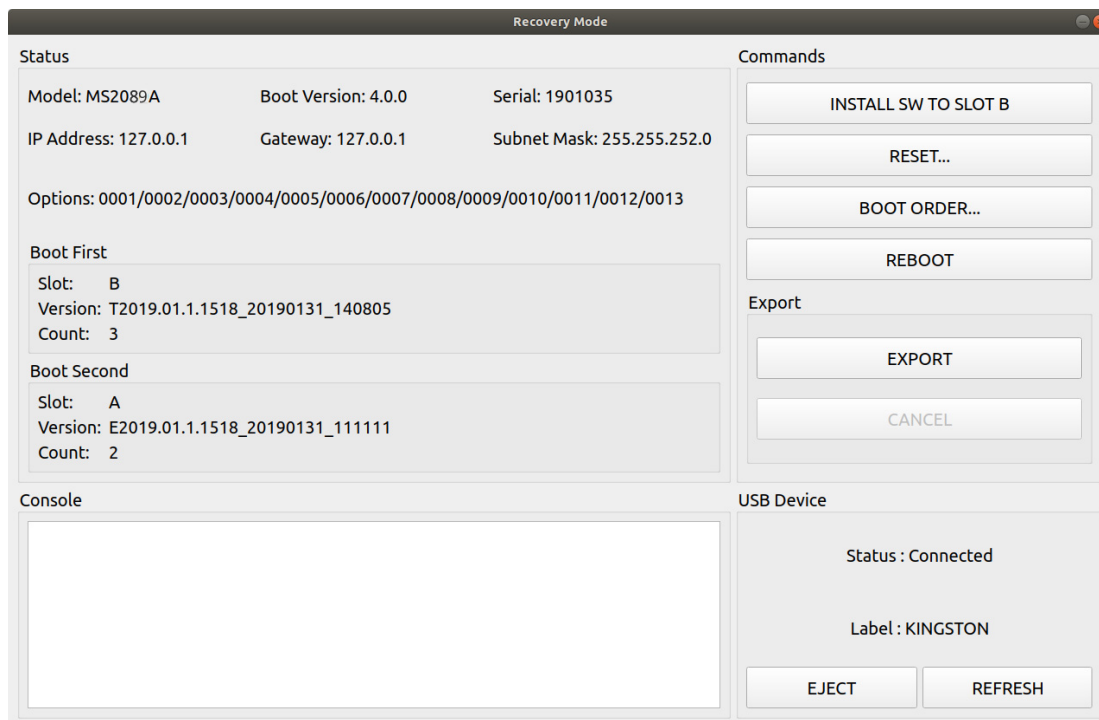 Recovery Mode
Status
Model: MS2089A Boot Version: 4.0.0 Serial: 1901035
IP Address: 127.0.0.1 Gateway: 127.0.0.1 Subnet Mask: 255.255.252.0
Options: 0001/0002/0003/0004/0005/0006/0007/0008/0009/0010/0011/0012/0013
Boot First
Slot: B
Version: T2019.01.1.1518_20190131_140805
Count: 3
Boot Second
Slot: A
Version: E2019.01.1.1518_20190131_111111
Count: 2
Console
Commands
INSTALL SW TO SLOT B
RESET...
BOOT ORDER...
REBOOT
Export
EXPORT
CANCEL
USB Device
Status : Connected
Label : KINGSTON
EJECT REFRESH